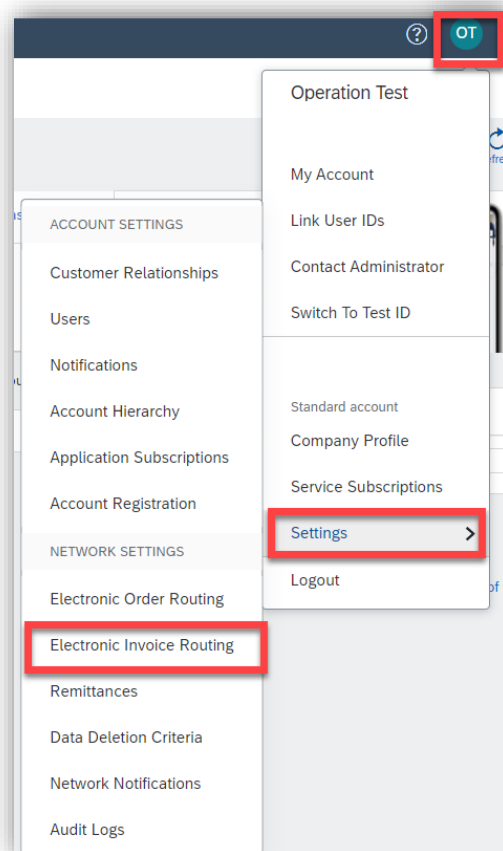 ?
OT
Operation Test
My Account
Link User IDs
Contact Administrator
Switch To Test ID
Standard account
Company Profile
Service Subscriptions
Settings
Logout
ACCOUNT SETTINGS
Customer Relationships
Users
Notifications
Account Hierarchy
Application Subscriptions
Account Registration
NETWORK SETTINGS
Electronic Order Routing
Electronic Invoice Routing
Remittances
Data Deletion Criteria
Network Notifications
Audit Logs